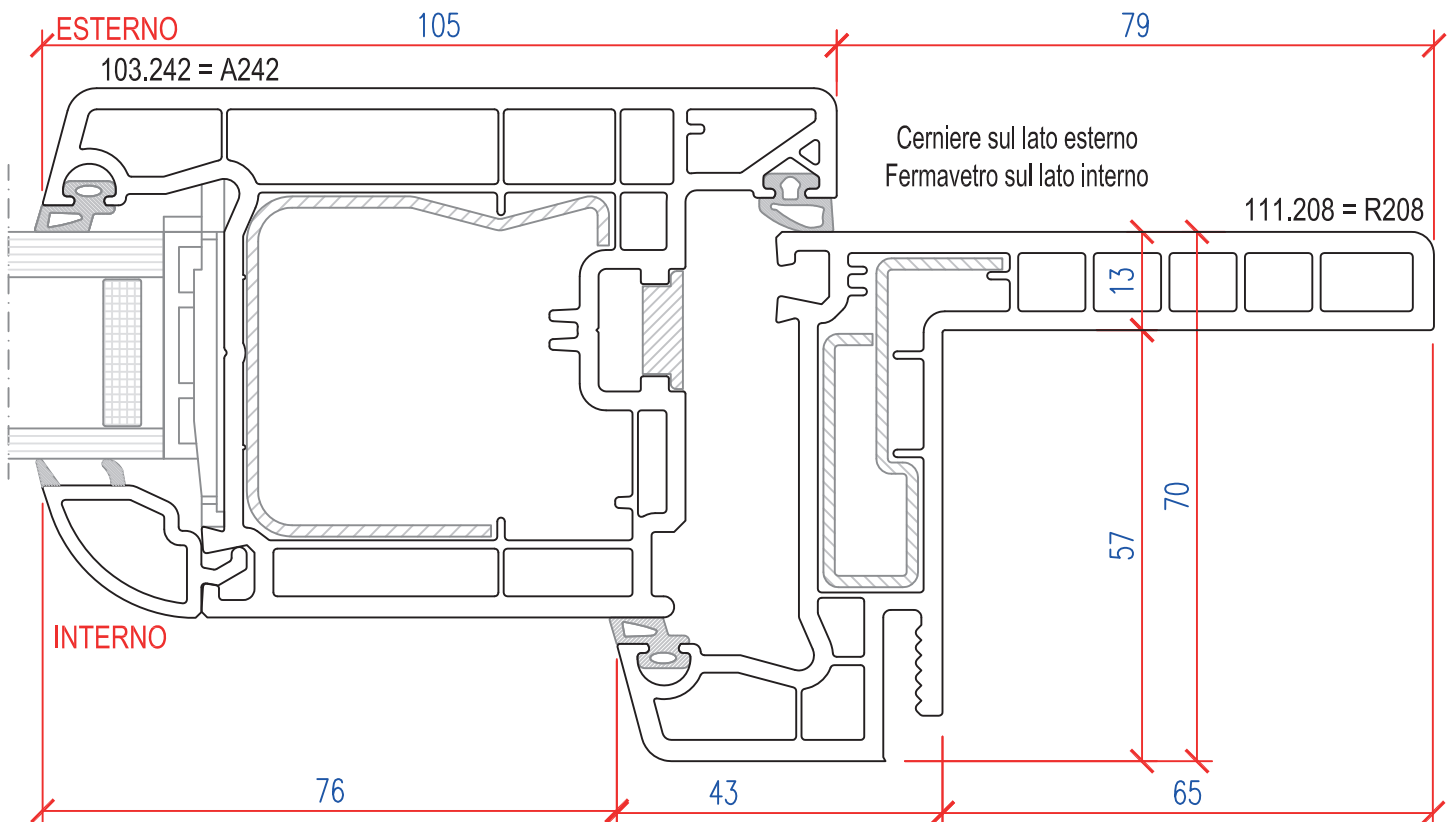 ESTERNO
105
79
103.242 = A242
Cerniere sul lato esterno
Fermavetro sul lato interno
111.208 = R208
13
70
57
INTERNO
76
43
65